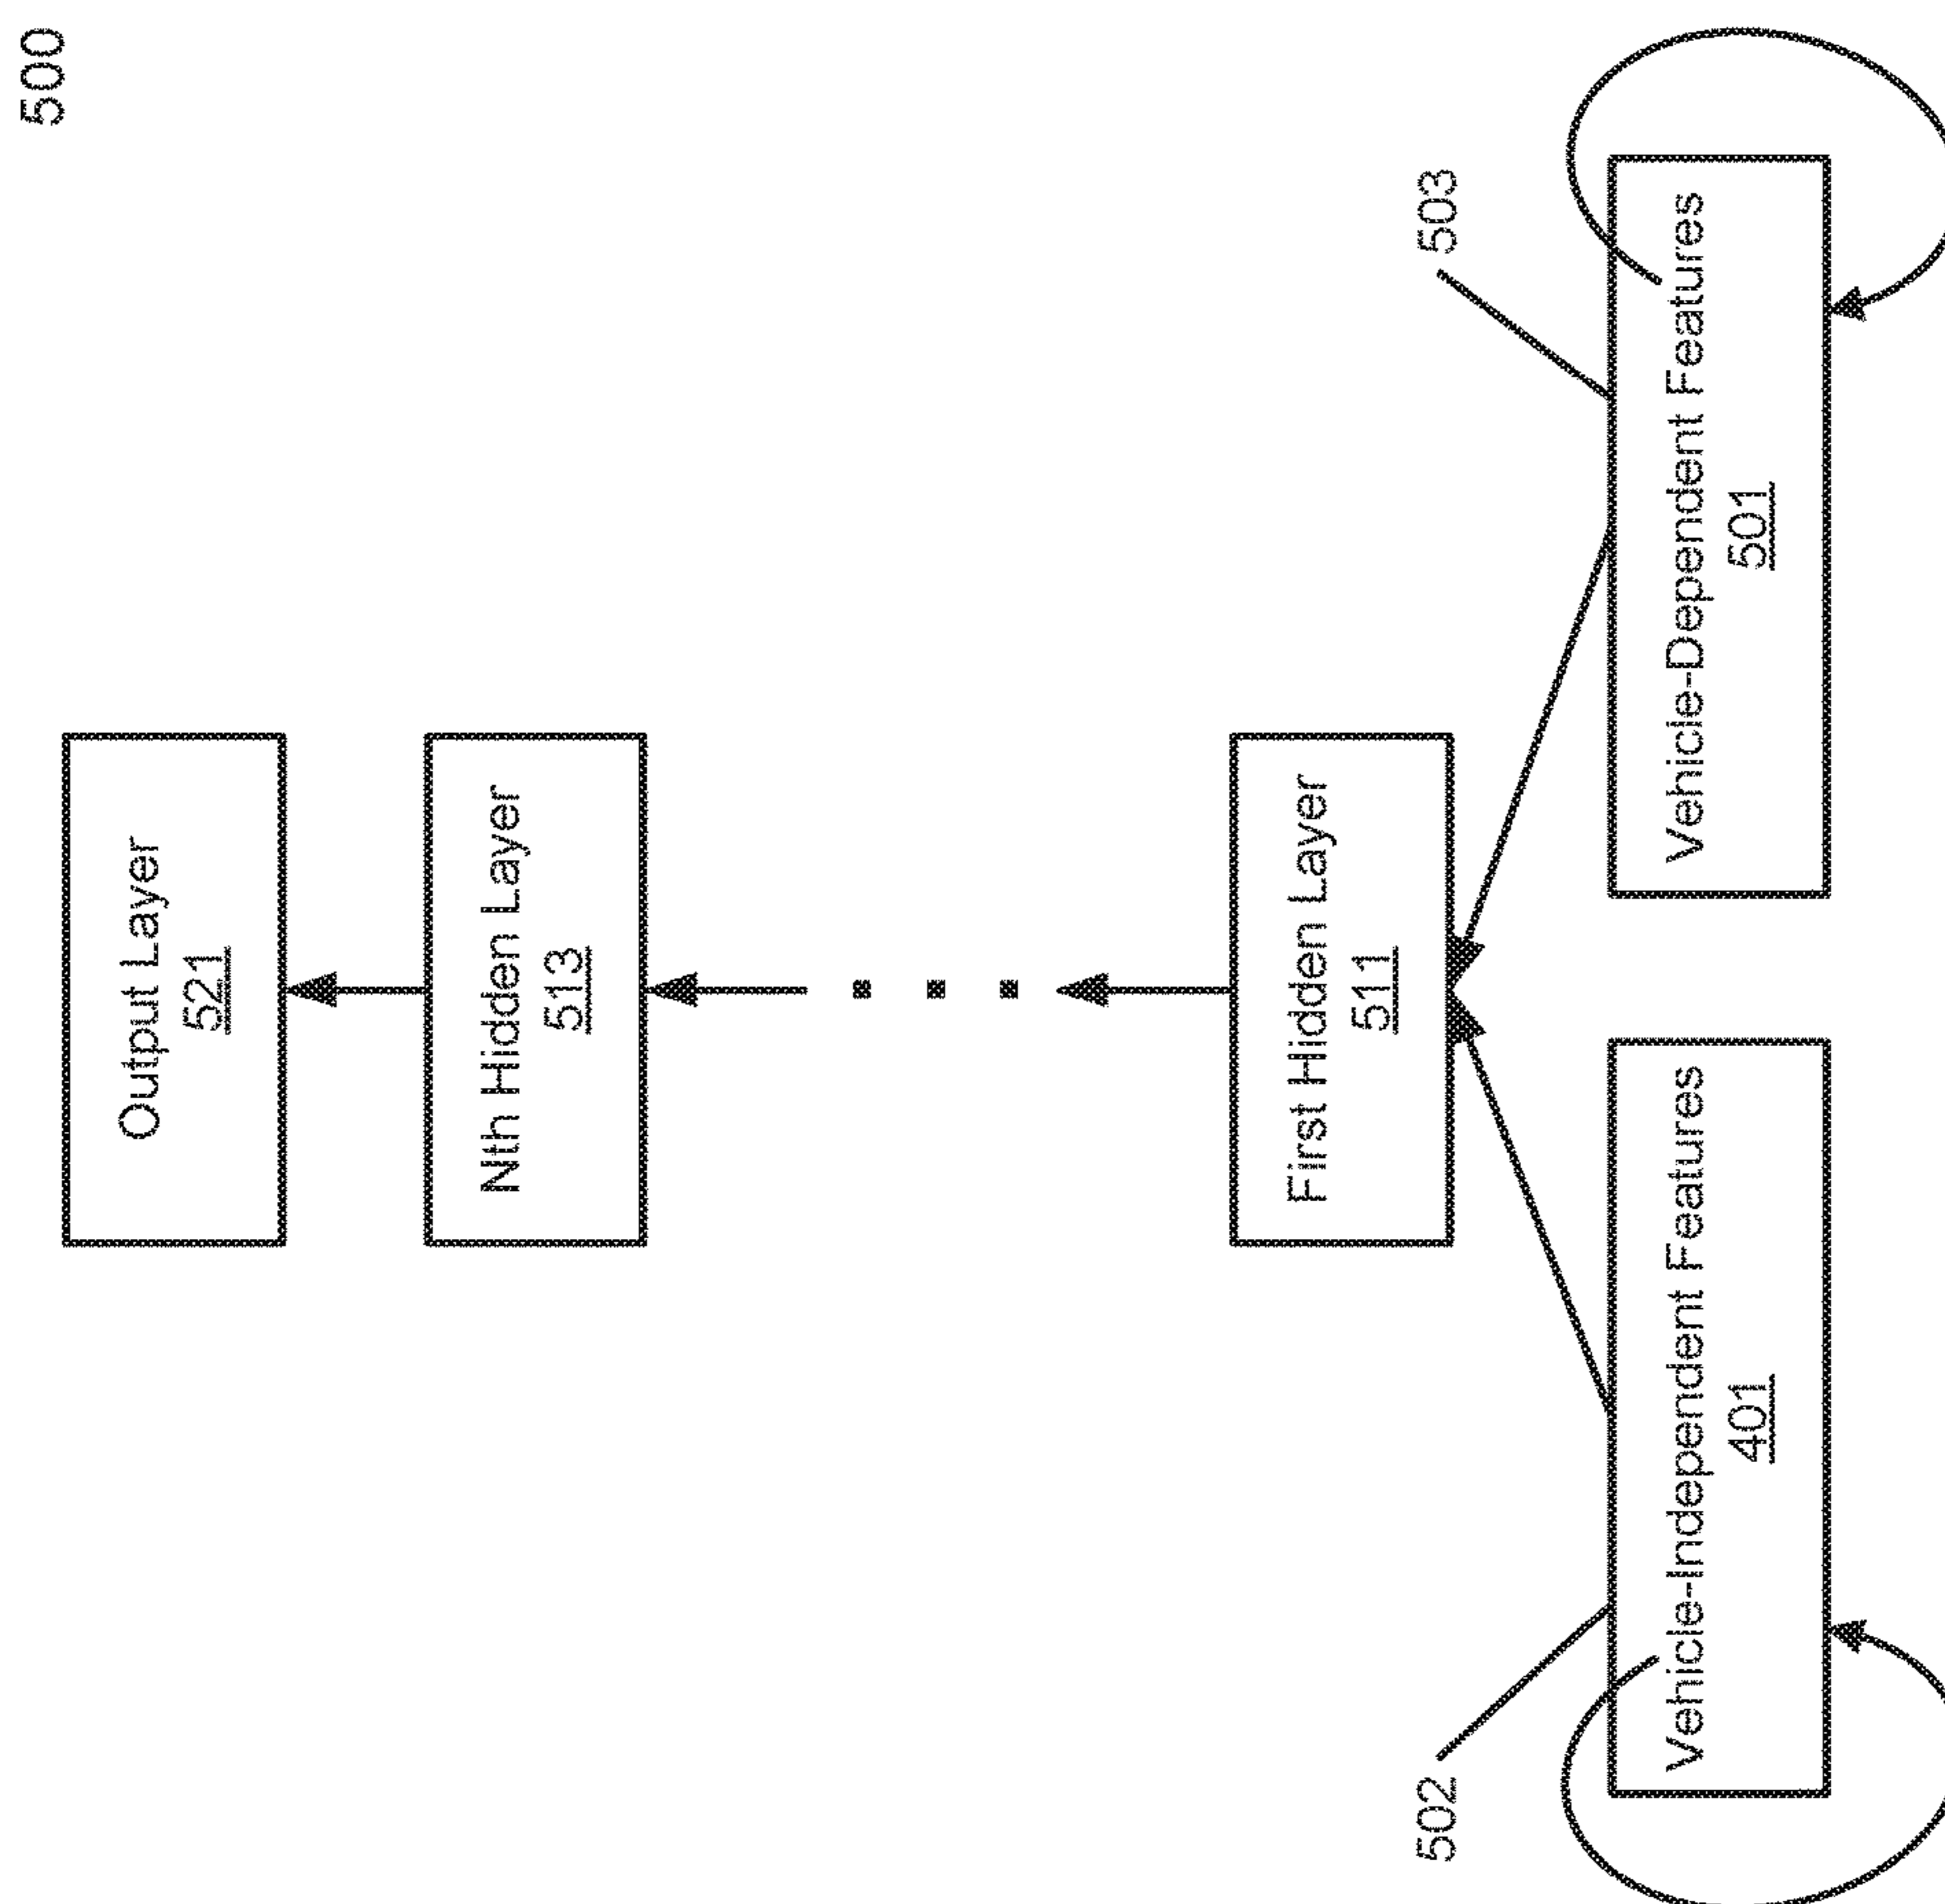 500
Output Layer
521
Nth Hidden Layer
513
First Hidden Layer
511
502
503
Vehicle-Independent Features
401
Vehicle-Dependent Features
501